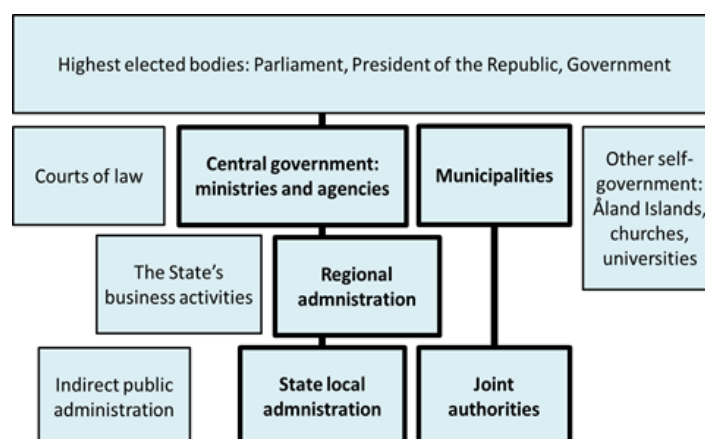 Highest elected bodies: Parliament, President of the Republic, Government
Courts of law
Central government:
ministries and agencies
Municipalities
Other self-
government:
Åland Islands,
churches,
universities
The State's
business activities
Regional
admnistration
Indirect public
administration
State local
admnistration
Joint
authorities